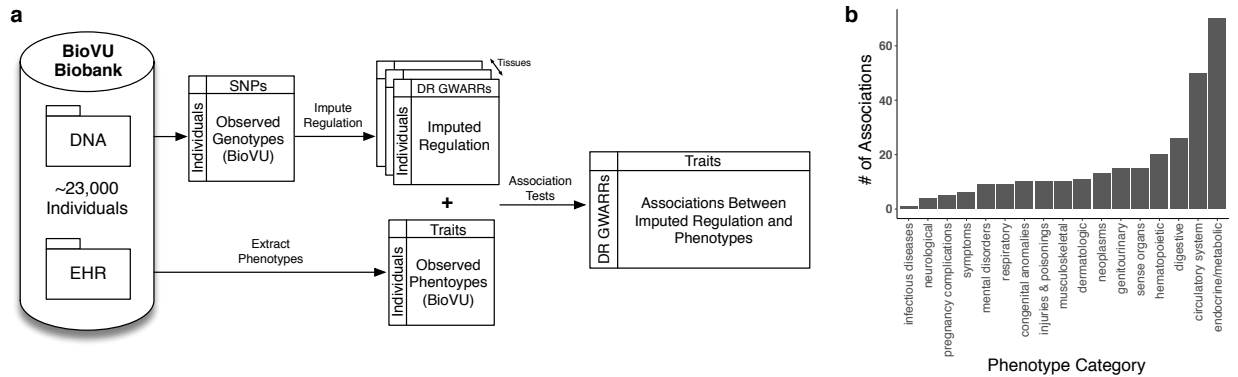 a
BioVU
Biobank
DNA
~23,000
Individuals
EHR
SNPs
Individuals
Observed
Genotypes
(BioVU)
Impute
Regulation
Tissues
DR GWARRs
Individuals
Imputed
Regulation
+
Extract
Phenotypes
Traits
Individuals
Observed
Phentoypes
(BioVU)
Association
Tests
Traits
DR GWARRs
Associations Between
Imputed Regulation and
Phenotypes
b
# of Associations
60
40
20
0
infectious diseases
neurological
pregnancy complications
symptoms
mental disorders
respiratory
congenital anomalies
injuries & poisonings
musculoskeletal
dermatologic
neoplasms
genitourinary
sense organs
hematopoietic
digestive
circulatory system
endocrine/metabolic
Phenotype Category